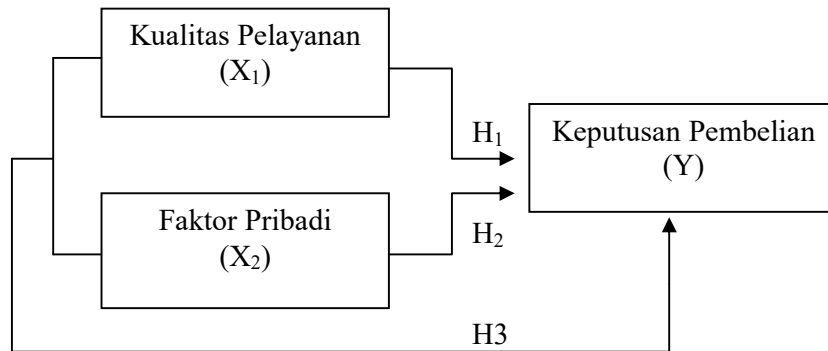 Kualitas Pelayanan
(X₁)
H₁
Keputusan Pembelian
(Y)
Faktor Pribadi
(X₂)
H₂
H3